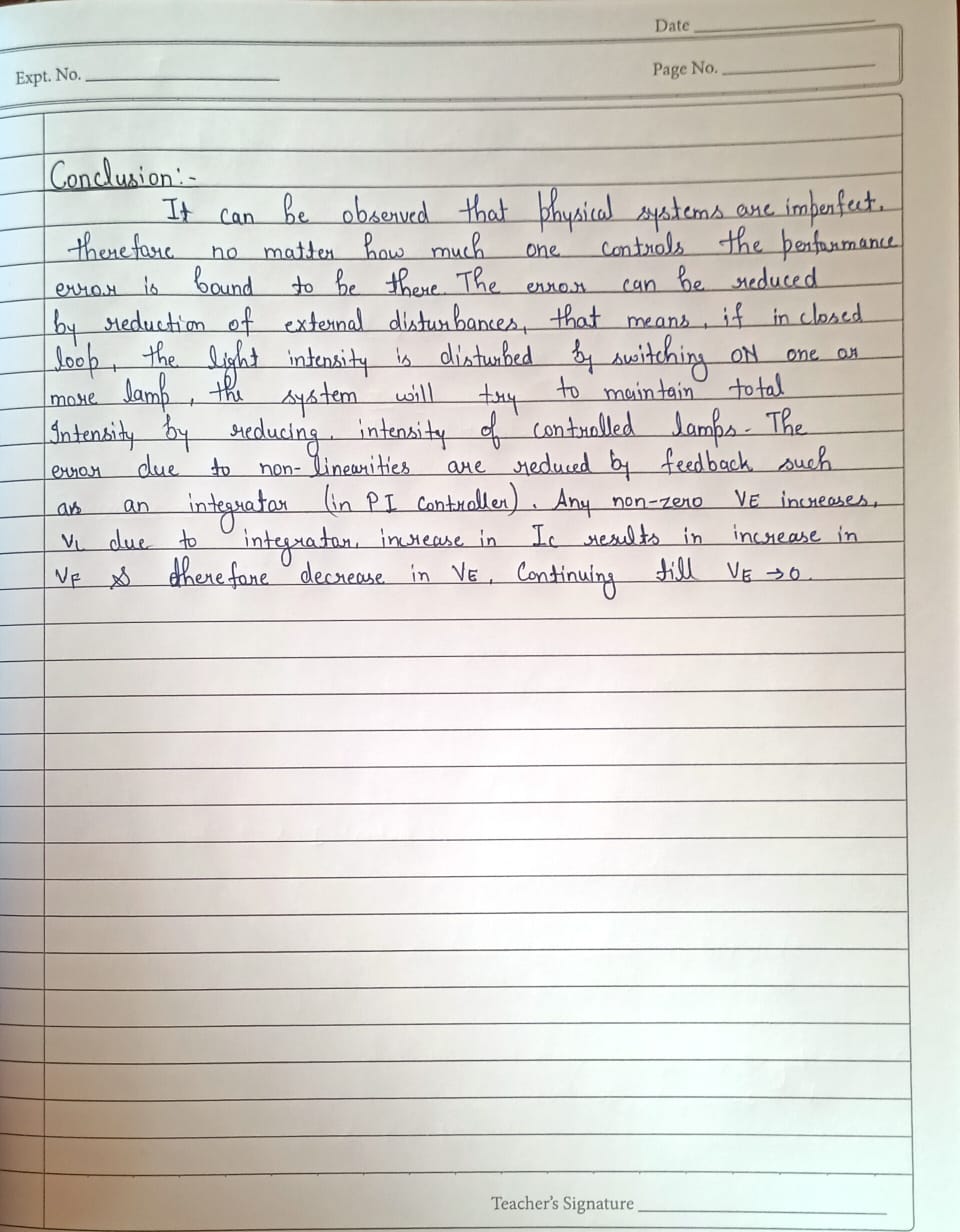 Date
Expt. No.
Page No.
Conclusion:-
It can be observed that physical systems are imperfect.
therefore no matter how much one controls the performance
error is bound to be there. The error can be reduced
by reduction of external disturbances, that means, if in closed
loop, the light intensity is disturbed by switching ON one or
more lamp, the system will try to maintain total
Intensity by reducing intensity of controlled lamps. The
error due to non-linearities are reduced by feedback such
as an integrator (in PI Controller). Any non-zero VE increases,
VL due to integrator, increase in Ic results in increase in
VF & therefore decrease in VE, Continuing till VE → 0.
Teacher's Signature